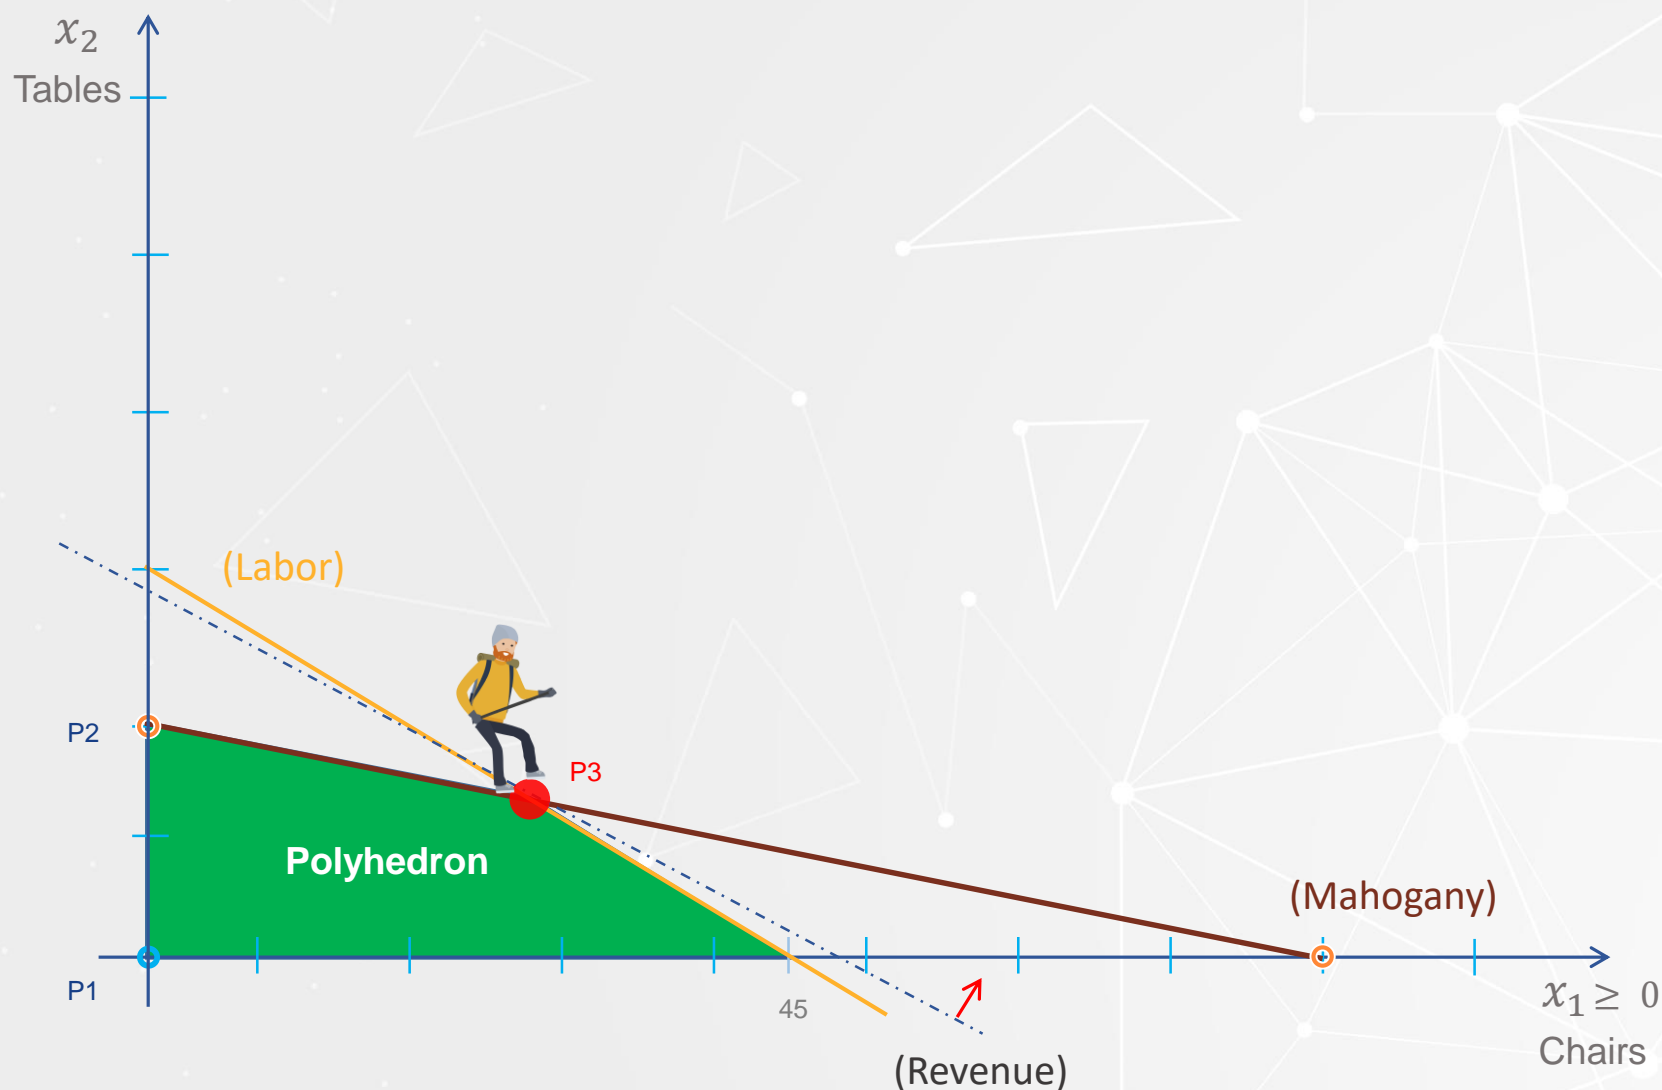 x₂
Tables
(Labor)
P2
P3
Polyhedron
(Mahogany)
P1
45
x₁ ≥ 0
Chairs
(Revenue)